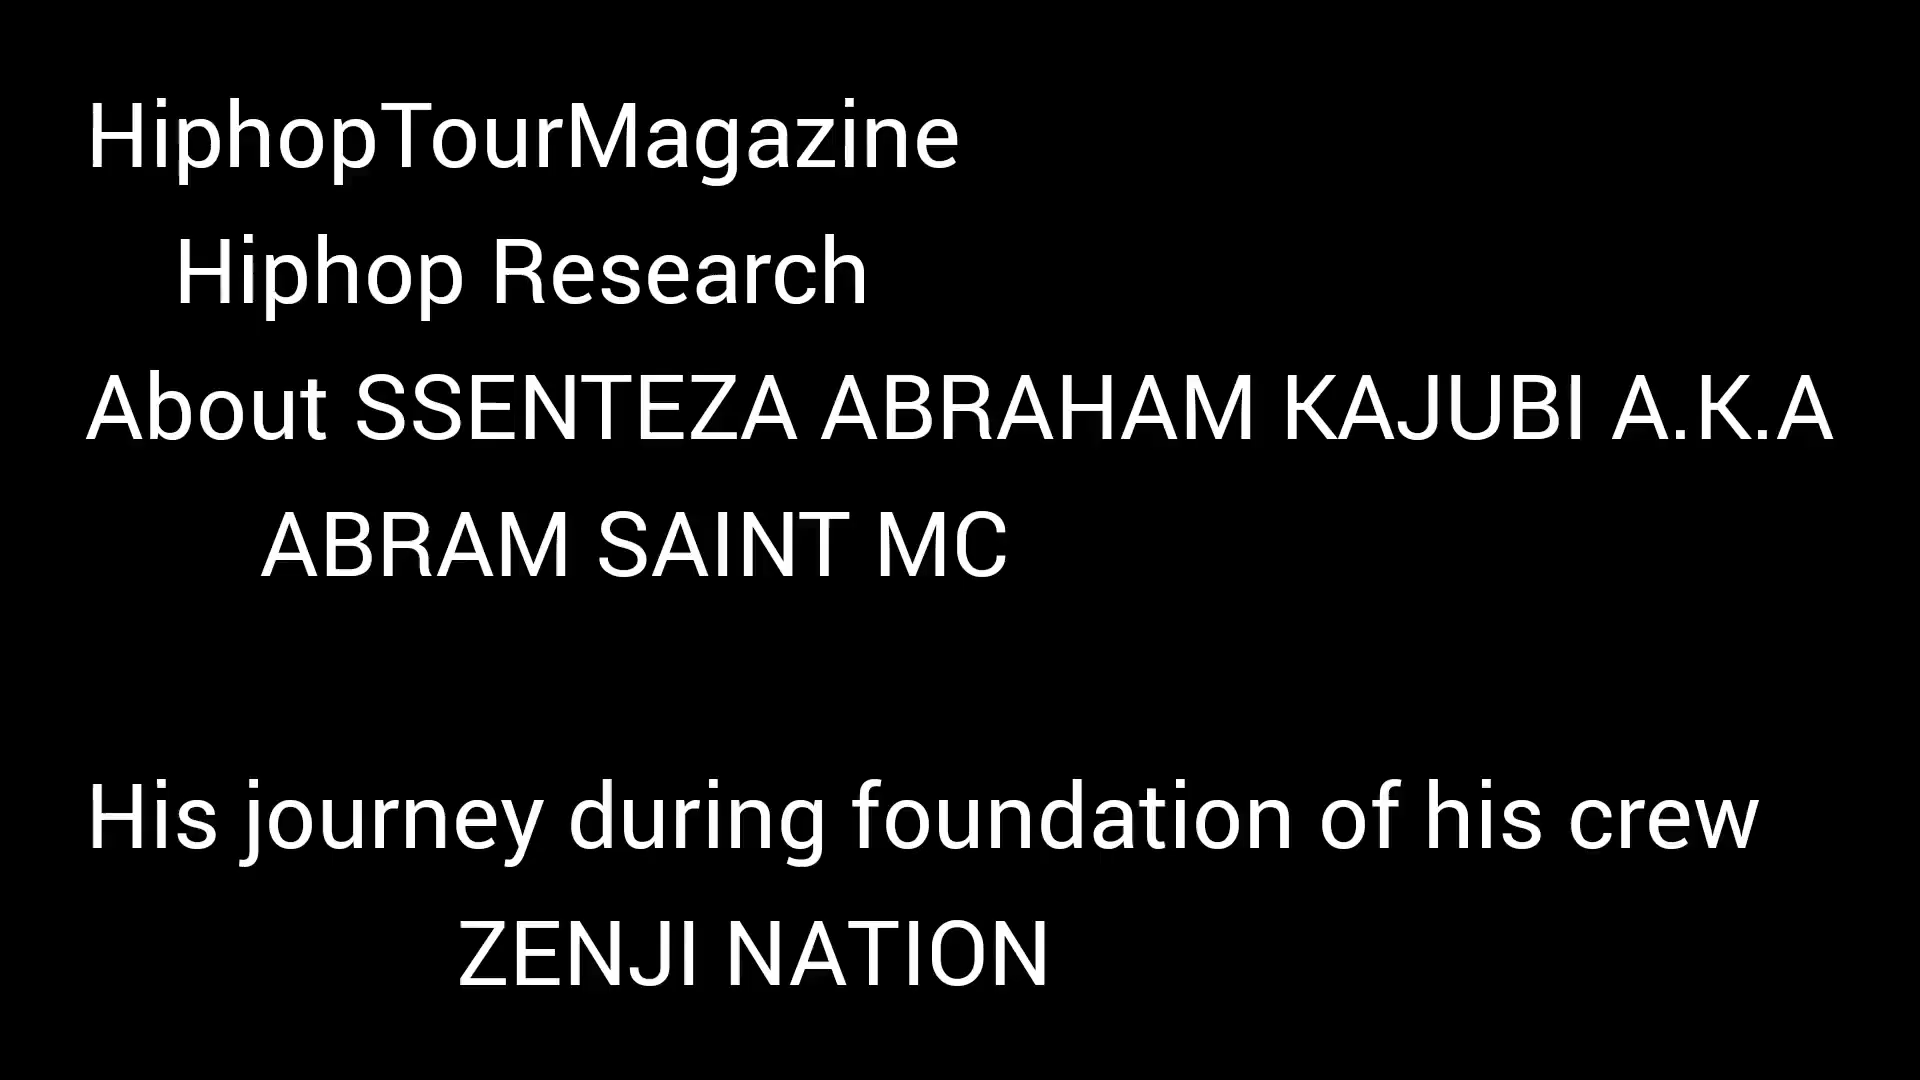 HiphopTourMagazine
Hiphop Research
About SSENTEZA ABRAHAM KAJUBI A.K.A
ABRAM SAINT MC
His journey during foundation of his crew
ZENJI NATION